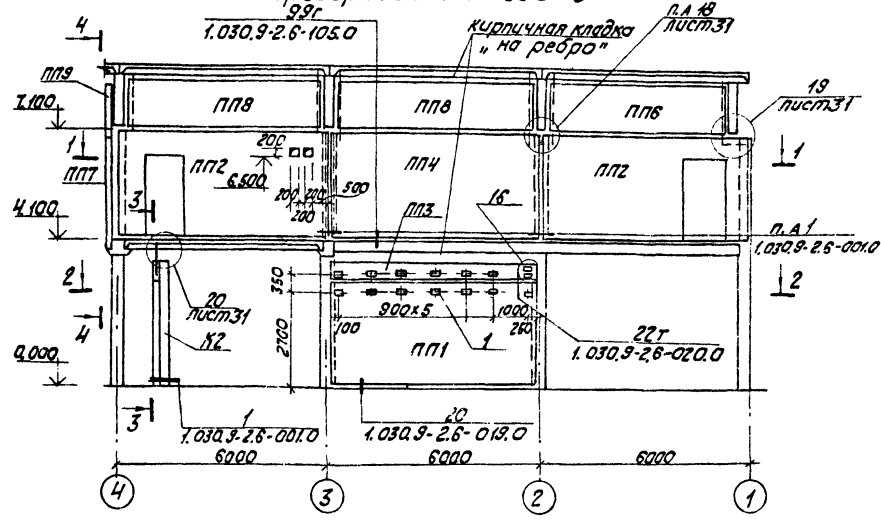 99г
1.030.9-2.6-105.0
кирпичная кладка
„на ребро"
п.А 18
лист31
19
лист31
4
ПП9
7.100
ПП8
ПП8
ПП6
1
1
200
ПП2
6.500
ПП4
ПП2
ПП7
200
200
200
500
3
ПП3
16
4.100
п.А1
1.030.9-2.6-001.0
2
2
350
20
лист31
900х5
1000
100
260
4
К2
2700
1
22т
1.030.9-2.6-020.0
ПП1
0.000
3
1
1.030.9-2.6-001.0
20
1.030.9-2.6-019.0
6000
6000
6000
4
3
2
1